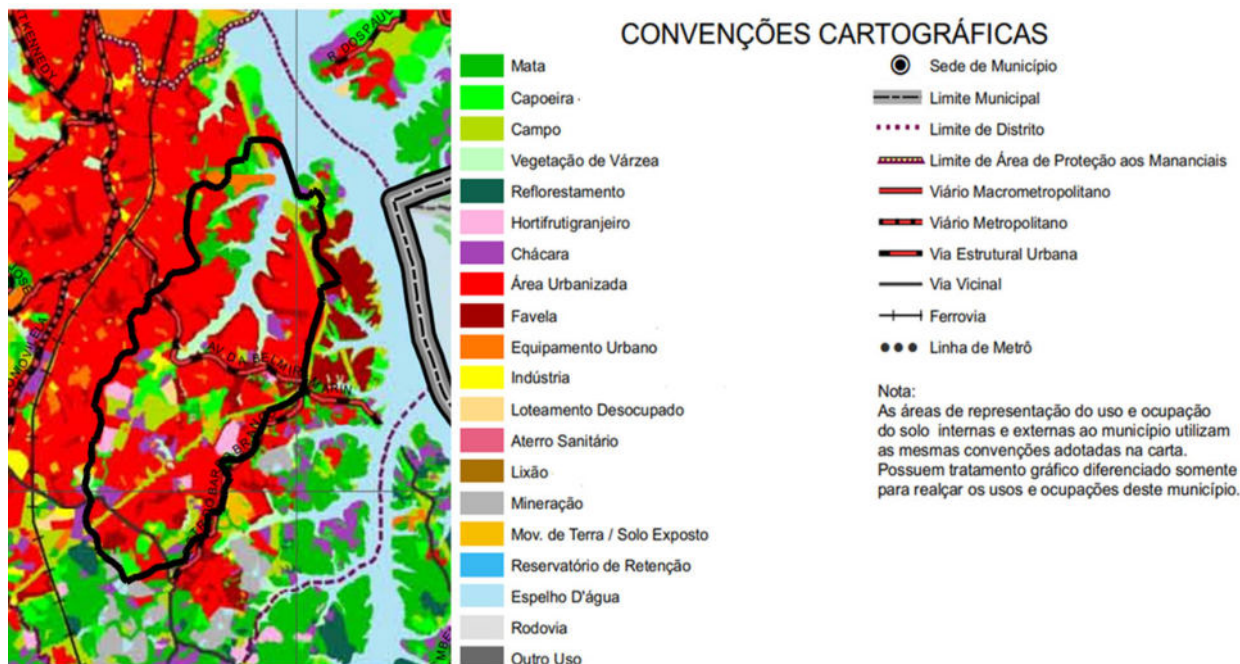 T KENNEDY
R. DOS PAUL
JOSÉ
AV. DA. BELMIRA MARIN
CONVENÇÕES CARTOGRÁFICAS
Mata
Capoeira
Campo
Vegetação de Várzea
Reflorestamento
Hortifrutigranjeiro
Chácara
Área Urbanizada
Favela
Equipamento Urbano
Indústria
Loteamento Desocupado
Aterro Sanitário
Lixão
Mineração
Mov. de Terra / Solo Exposto
Reservatório de Retenção
Espelho D'água
Rodovia
Outro Uso
Sede de Município
Limite Municipal
Limite de Distrito
Limite de Área de Proteção aos Mananciais
Viário Macrometropolitano
Viário Metropolitano
Via Estrutural Urbana
Via Vicinal
Ferrovia
Linha de Metrô
Nota:
As áreas de representação do uso e ocupação
do solo internas e externas ao município utilizam
as mesmas convenções adotadas na carta.
Possuem tratamento gráfico diferenciado somente
para realçar os usos e ocupações deste município.